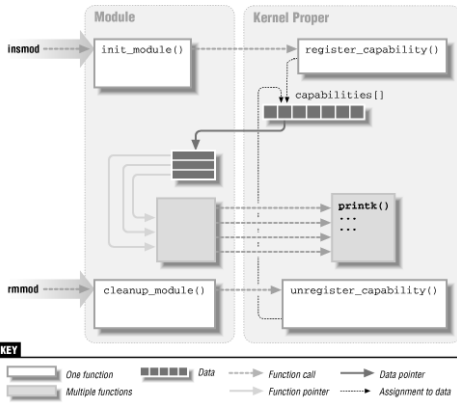 Module
Kernel Proper
insmod
init_module()
register_capability()
capabilities[]
printk()
...
...
rmmod
cleanup_module()
unregister_capability()
KEY
One function
Data
Function call
Data pointer
Multiple functions
Function pointer
Assignment to data